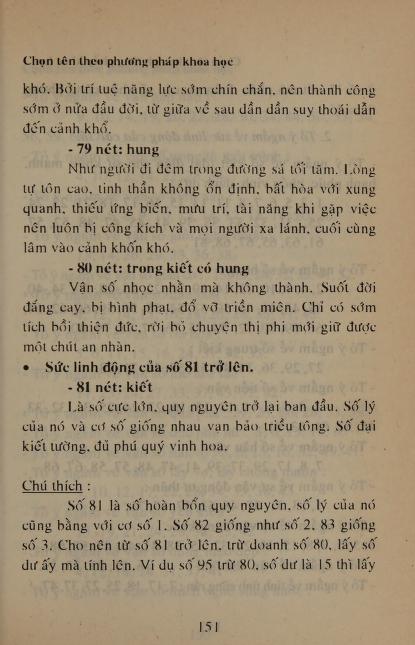 Chọn tên theo phương pháp khoa học
khó. Bởi trí tuệ năng lực sớm chín chắn, nên thành công
sớm ở nửa đầu đời, từ giữa về sau dần dần suy thoái dẫn
đến cảnh khổ.
- 79 nét: hung
Như người đi đêm trong đường sá tối tăm. Lòng
tự tôn cao, tinh thần không ổn định, bất hòa với xung
quanh, thiếu ứng biến, mưu trí, tài năng khi gặp việc
nên luôn bị công kích và mọi người xa lánh, cuối cùng
lâm vào cảnh khốn khó.
- 80 nét: trong kiết có hung
Vận số nhọc nhằn mà không thành. Suốt đời
đắng cay, bị hình phạt, đổ vỡ triền miên. Chỉ có sớm
tích bồi thiện đức, rời bỏ chuyện thị phi mới giữ được
một chút an nhàn.
• Sức linh động của số 81 trở lên.
- 81 nét: kiết
Là số cực lớn, quy nguyên trở lại ban đầu. Số lý
của nó và cơ số giống nhau vạn bảo triều tông. Số đại
kiết tường, đủ phú quý vinh hoa.
Chú thích :
Số 81 là số hoàn bổn quy nguyên, số lý của nó
cũng bằng với cơ số 1. Số 82 giống như số 2, 83 giống
số 3. Cho nên từ số 81 trở lên, trừ doanh số 80, lấy số
dư ấy mà tính lên. Ví dụ số 95 trừ 80, số dư là 15 thì lấy
151